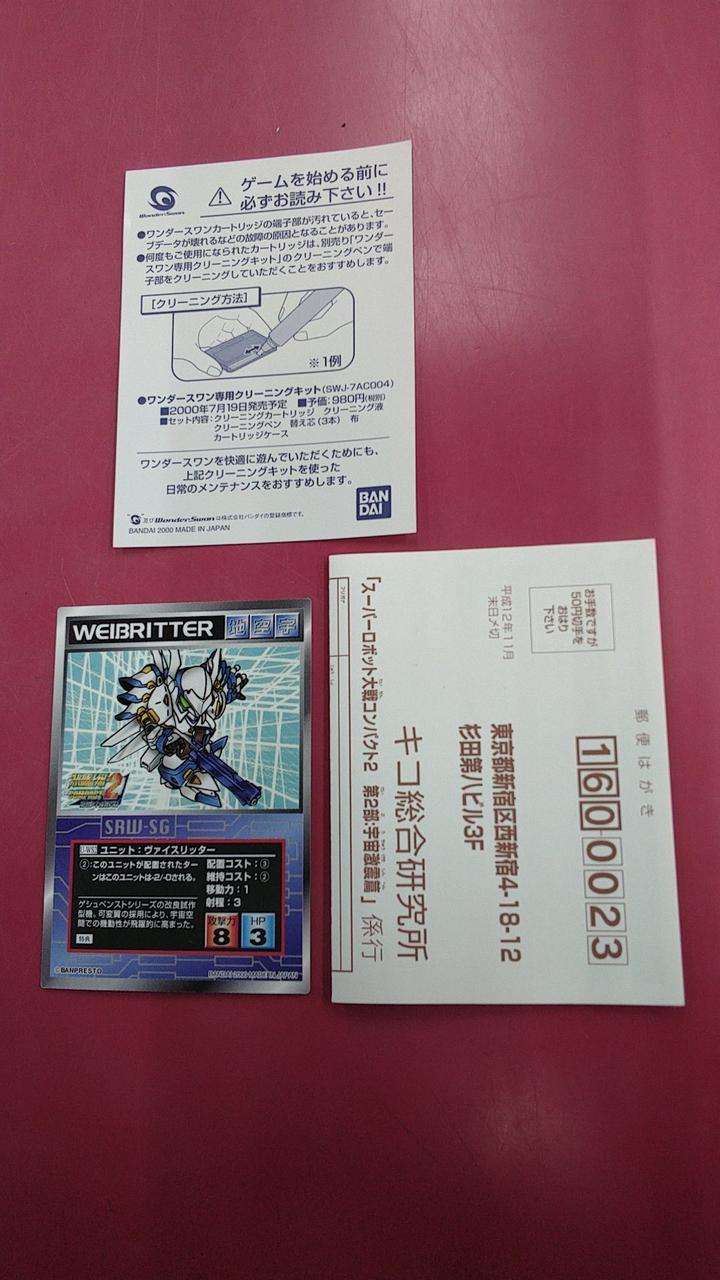 WonderSwan
ゲームを始める前に
必ずお読み下さい!!
●ワンダースワンカートリッジの端子部が汚れていると、セー
ブデータが壊れるなどの故障の原因となることがあります。
●何度もご使用になられたカートリッジは、別売り「ワンダー
スワン専用クリーニングキット」のクリーニングペンで端
子部をクリーニングしていただくことをおすすめします。
[クリーニング方法]
※1例
●ワンダースワン専用クリーニングキット(SWJ-7AC004)
■2000年7月19日発売予定 ■予価:980円(税別)
■セット内容:クリーニングカートリッジ クリーニング液
クリーニングペン 替え芯(3本) 布
カートリッジケース
ワンダースワンを快適に遊んでいただくためにも、
上記クリーニングキットを使った
日常のメンテナンスをおすすめします。
及びWonderSwanは株式会社バンダイの登録商標です。
BANDAI 2000 MADE IN JAPAN
BAN
DAI
WEIBRITTER 地 空 宇
2
SRW-SG
ユニット:ヴァイスリッター
②:このユニットが配置されたター
ンはこのユニットは-2/-0される。
配置コスト:③
維持コスト:②
移動力:1
射程:3
ゲシュペンストシリーズの改良試作
型機。可変翼の採用により、宇宙空
間での機動性が飛躍的に高まった。
特典
攻撃力
8
HP
3
©BANPRESTO
BANDAI 2000 MADE IN JAPAN
郵便はがき
1600023
お手数ですが
50円切手を
おはり
下さい
東京都新宿区西新宿4-18-12
杉田第八ビル3F
平成12年11月
末日〆切
キコ総合研究所
「スーパーロボット大戦コンパクト2 第2部:宇宙激震篇」係行
フリガナ